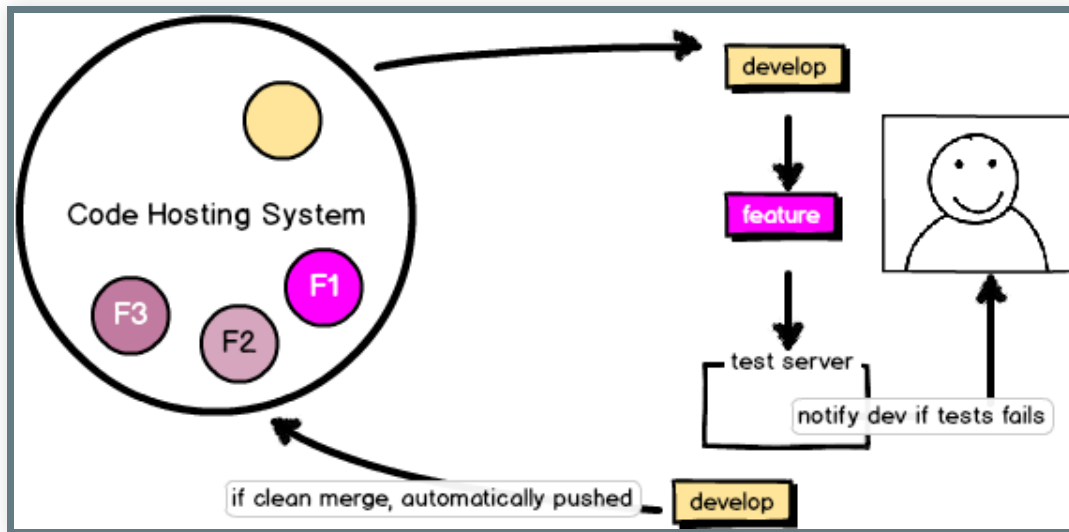 develop
Code Hosting System
feature
F1
F3
F2
test server
notify dev if tests fails
if clean merge, automatically pushed
develop